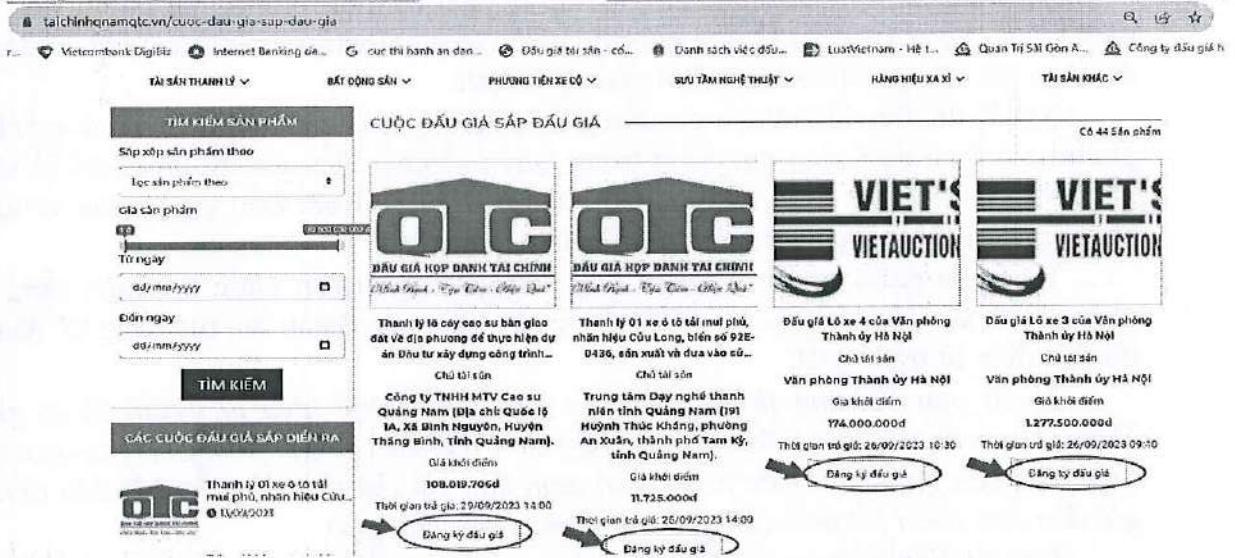 taichinhqnamqtc.vn/cuoc-dau-gia-sap-dau-gia
Vietcombank DigiBiz
Internet Banking dà...
cục thi hành án dân ...
Đấu giá tài sản - cổ...
Danh sách việc đấu...
LuatVietnam - Hệ t...
Quản Trị Sài Gòn A...
Công ty đấu giá h
TÀI SẢN THANH LÝ
BẤT ĐỘNG SẢN
PHƯƠNG TIỆN XE CỘ
SƯU TẦM NGHỆ THUẬT
HÀNG HIỆU XA XỈ
TÀI SẢN KHÁC
TÌM KIẾM SẢN PHẨM
Sắp xếp sản phẩm theo
Lọc sản phẩm theo
Giá sản phẩm
Từ ngày
dd/mm/yyyy
Đến ngày
dd/mm/yyyy
TÌM KIẾM
CÁC CUỘC ĐẤU GIÁ SẮP DIỄN RA
QTC
Thanh lý 01 xe ô tô tải
mui phủ, nhãn hiệu Cửu...
13/09/2023
CUỘC ĐẤU GIÁ SẮP ĐẤU GIÁ
Có 44 Sản phẩm
QTC
ĐẤU GIÁ HỢP DANH TÀI CHÍNH
Thanh lý lô cây cao su bàn giao
đất về địa phương để thực hiện dự
án Đầu tư xây dựng công trình...
Chủ tài sản
Công ty TNHH MTV Cao su
Quảng Nam (Địa chỉ: Quốc lộ
1A, Xã Bình Nguyên, Huyện
Thăng Bình, Tỉnh Quảng Nam).
Giá khởi điểm
108.019.706đ
Thời gian trả giá: 29/09/2023 14:00
Đăng ký đấu giá
QTC
ĐẤU GIÁ HỢP DANH TÀI CHÍNH
Thanh lý 01 xe ô tô tải mui phủ,
nhãn hiệu Cửu Long, biển số 92E-
0436, sản xuất và đưa vào sử...
Chủ tài sản
Trung tâm Dạy nghề thanh
niên tỉnh Quảng Nam (191
Huỳnh Thúc Kháng, phường
An Xuân, thành phố Tam Kỳ,
tỉnh Quảng Nam).
Giá khởi điểm
11.725.000đ
Thời gian trả giá: 26/09/2023 14:00
Đăng ký đấu giá
VIET'S
VIETAUCTION
Đấu giá Lô xe 4 của Văn phòng
Thành ủy Hà Nội
Chủ tài sản
Văn phòng Thành ủy Hà Nội
Giá khởi điểm
174.000.000đ
Thời gian trả giá: 26/09/2023 10:30
Đăng ký đấu giá
VIET'S
VIETAUCTION
Đấu giá Lô xe 3 của Văn phòng
Thành ủy Hà Nội
Chủ tài sản
Văn phòng Thành ủy Hà Nội
Giá khởi điểm
1.277.500.000đ
Thời gian trả giá: 26/09/2023 09:40
Đăng ký đấu giá